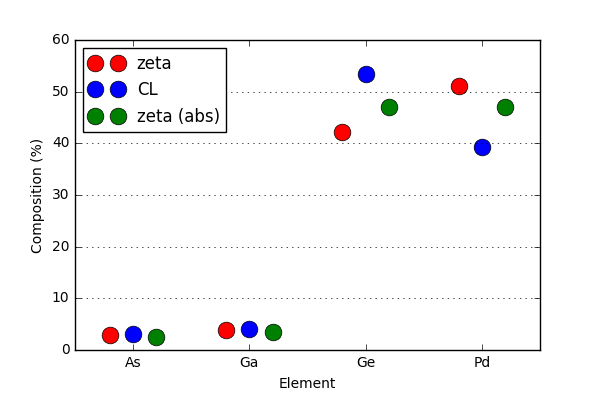 60
50
40
30
20
10
0
Composition (%)
zeta
CL
zeta (abs)
As Ga Ge Pd
Element